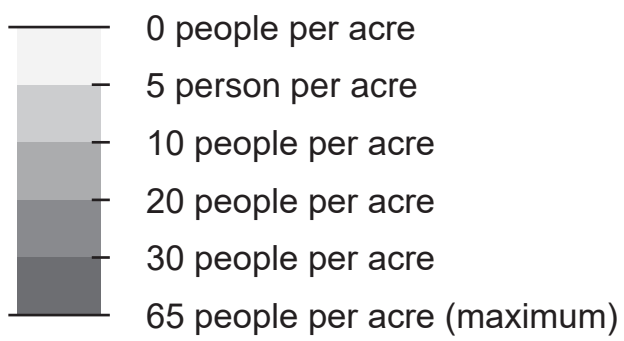 0 people per acre
5 person per acre
10 people per acre
20 people per acre
30 people per acre
65 people per acre (maximum)